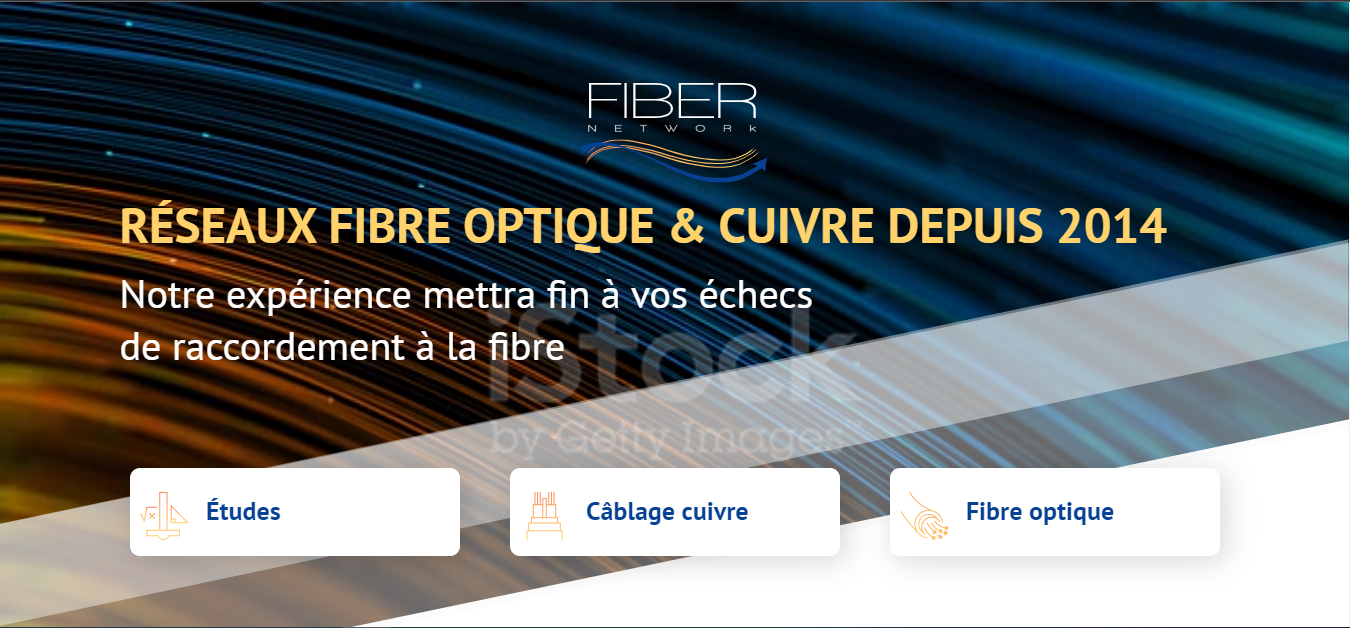 FIBER
NETWORk
RÉSEAUX FIBRE OPTIQUE & CUIVRE DEPUIS 2014
Notre expérience mettra fin à vos échecs
de raccordement à la fibre
iStock
by Getty Images™
Études
Câblage cuivre
Fibre optique